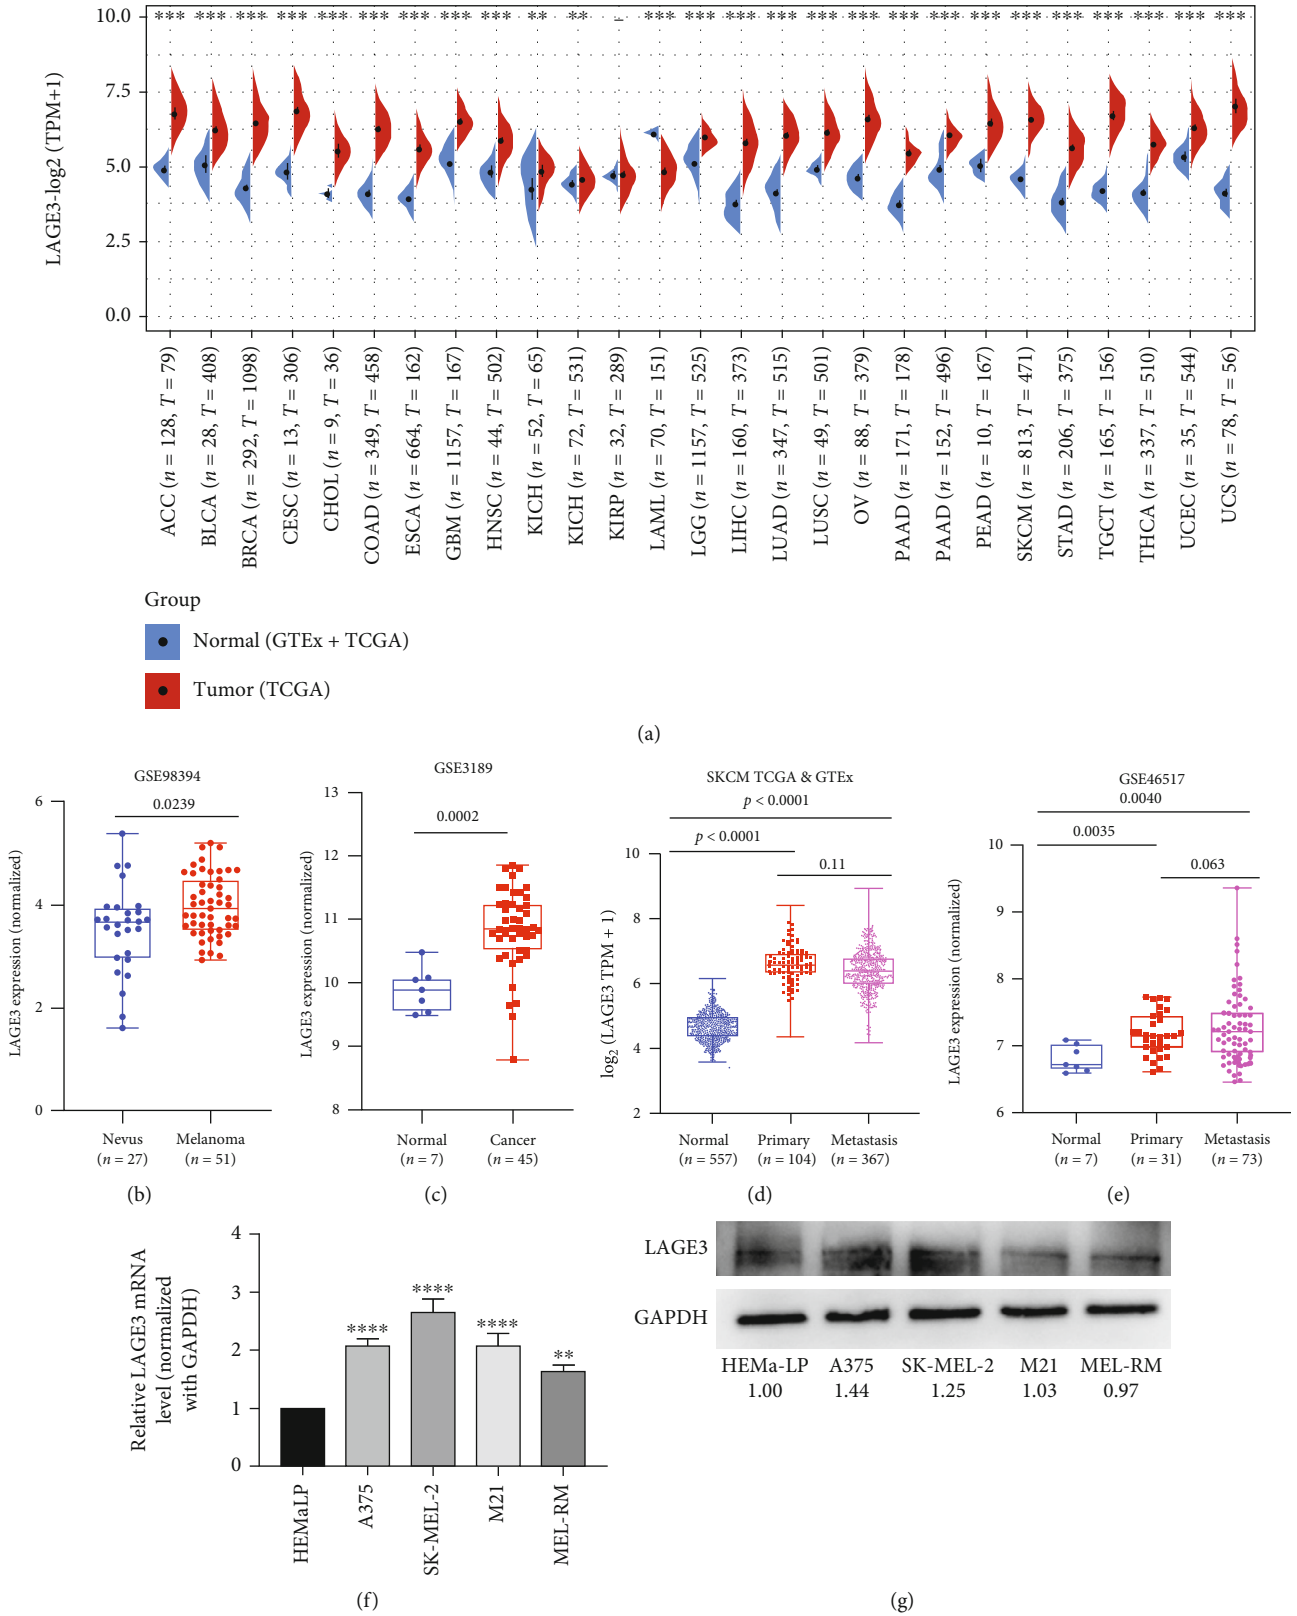 10.0
7.5
5.0
2.5
0.0
LAGE3-log2 (TPM+1)
*** *** *** *** *** *** *** *** *** ** ** – *** *** *** *** *** *** *** *** *** *** *** *** *** *** ***
ACC (n = 128, T = 79)
BLCA (n = 28, T = 408)
BRCA (n = 292, T = 1098)
CESC (n = 13, T = 306)
CHOL (n = 9, T = 36)
COAD (n = 349, T = 458)
ESCA (n = 664, T = 162)
GBM (n = 1157, T = 167)
HNSC (n = 44, T = 502)
KICH (n = 52, T = 65)
KICH (n = 72, T = 531)
KIRP (n = 32, T = 289)
LAML (n = 70, T = 151)
LGG (n = 1157, T = 525)
LIHC (n = 160, T = 373)
LUAD (n = 347, T = 515)
LUSC (n = 49, T = 501)
OV (n = 88, T = 379)
PAAD (n = 171, T = 178)
PAAD (n = 152, T = 496)
PEAD (n = 10, T = 167)
SKCM (n = 813, T = 471)
STAD (n = 206, T = 375)
TGCT (n = 165, T = 156)
THCA (n = 337, T = 510)
UCEC (n = 35, T = 544)
UCS (n = 78, T = 56)
Group
Normal (GTEx + TCGA)
Tumor (TCGA)
(a)
GSE98394
0.0239
6
4
2
0
LAGE3 expression (normalized)
Nevus
(n = 27)
Melanoma
(n = 51)
(b)
GSE3189
0.0002
13
12
11
10
9
8
LAGE3 expression (normalized)
Normal
(n = 7)
Cancer
(n = 45)
(c)
SKCM TCGA & GTEx
p < 0.0001
p < 0.0001
0.11
10
8
6
4
2
log2 (LAGE3 TPM + 1)
Normal
(n = 557)
Primary
(n = 104)
Metastasis
(n = 367)
(d)
GSE46517
0.0040
0.0035
0.063
10
9
8
7
6
LAGE3 expression (normalized)
Normal
(n = 7)
Primary
(n = 31)
Metastasis
(n = 73)
(e)
4
3
2
1
0
Relative LAGE3 mRNA
level (normalized
with GAPDH)
****
****
****
**
HEMaLP
A375
SK-MEL-2
M21
MEL-RM
(f)
LAGE3
GAPDH
HEMa-LP A375 SK-MEL-2 M21 MEL-RM
1.00 1.44 1.25 1.03 0.97
(g)